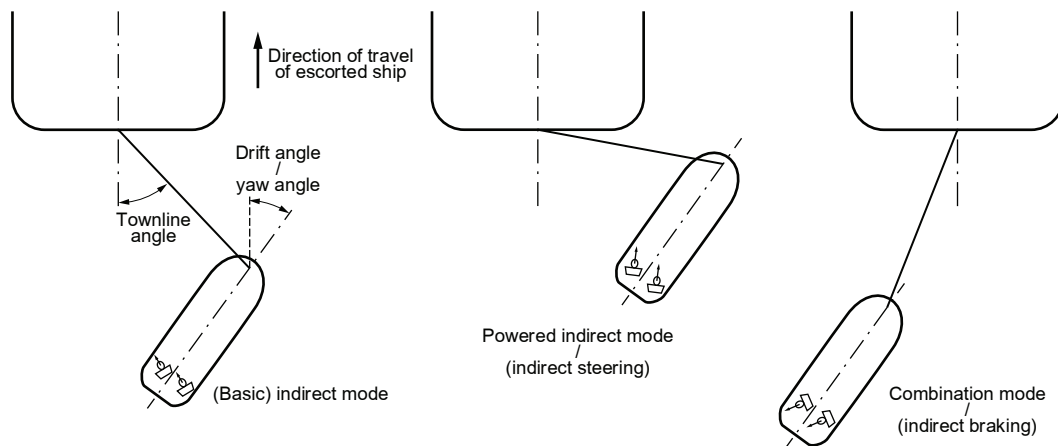 Direction of travel
of escorted ship
Drift angle
/
yaw angle
Townline
angle
(Basic) indirect mode
Powered indirect mode
/
(indirect steering)
Combination mode
/
(indirect braking)